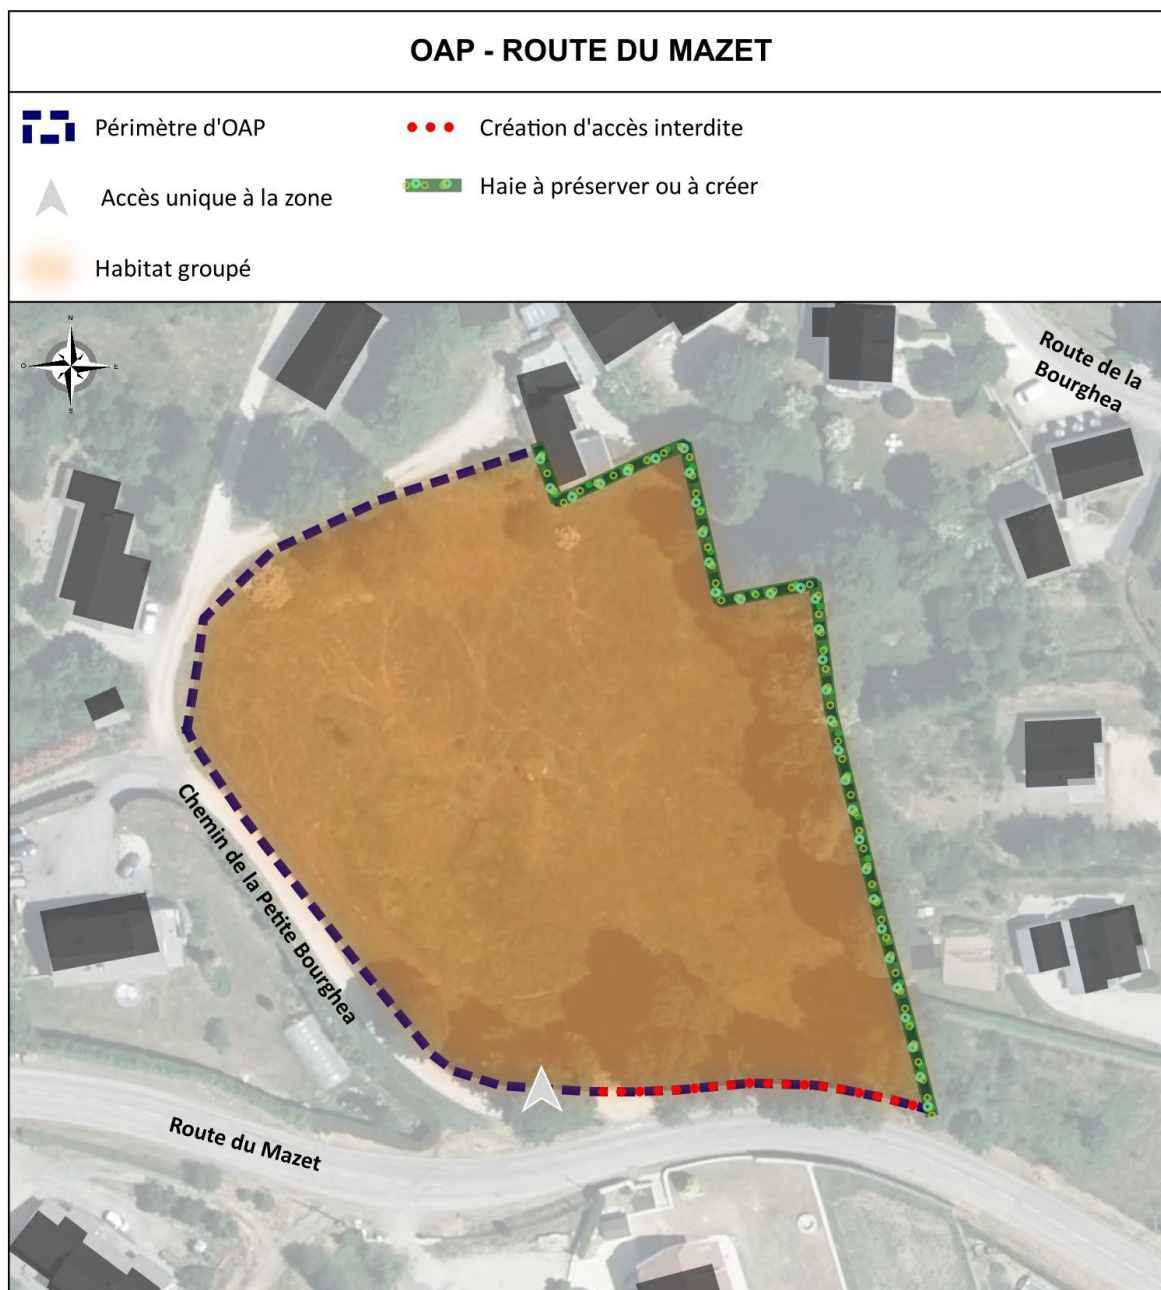 OAP - ROUTE DU MAZET
Périmètre d'OAP
Création d'accès interdite
Accès unique à la zone
Haie à préserver ou à créer
Habitat groupé
N
O
E
S
Route de la
Bourghea
Chemin de la Petite Bourghea
Route du Mazet